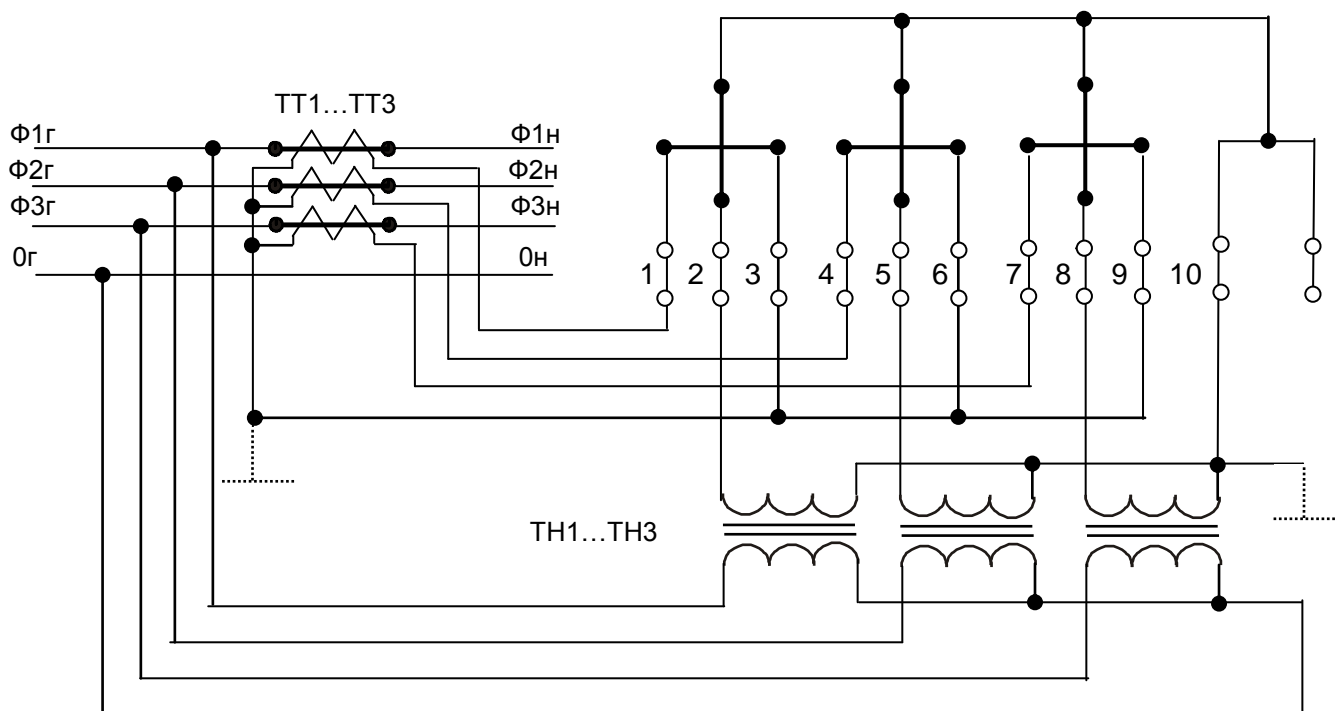 ТТ1...ТТ3
Ф1г Ф1н
Ф2г Ф2н
Ф3г Ф3н
0г 0н
1 2 3 4 5 6 7 8 9 10
ТН1...ТН3